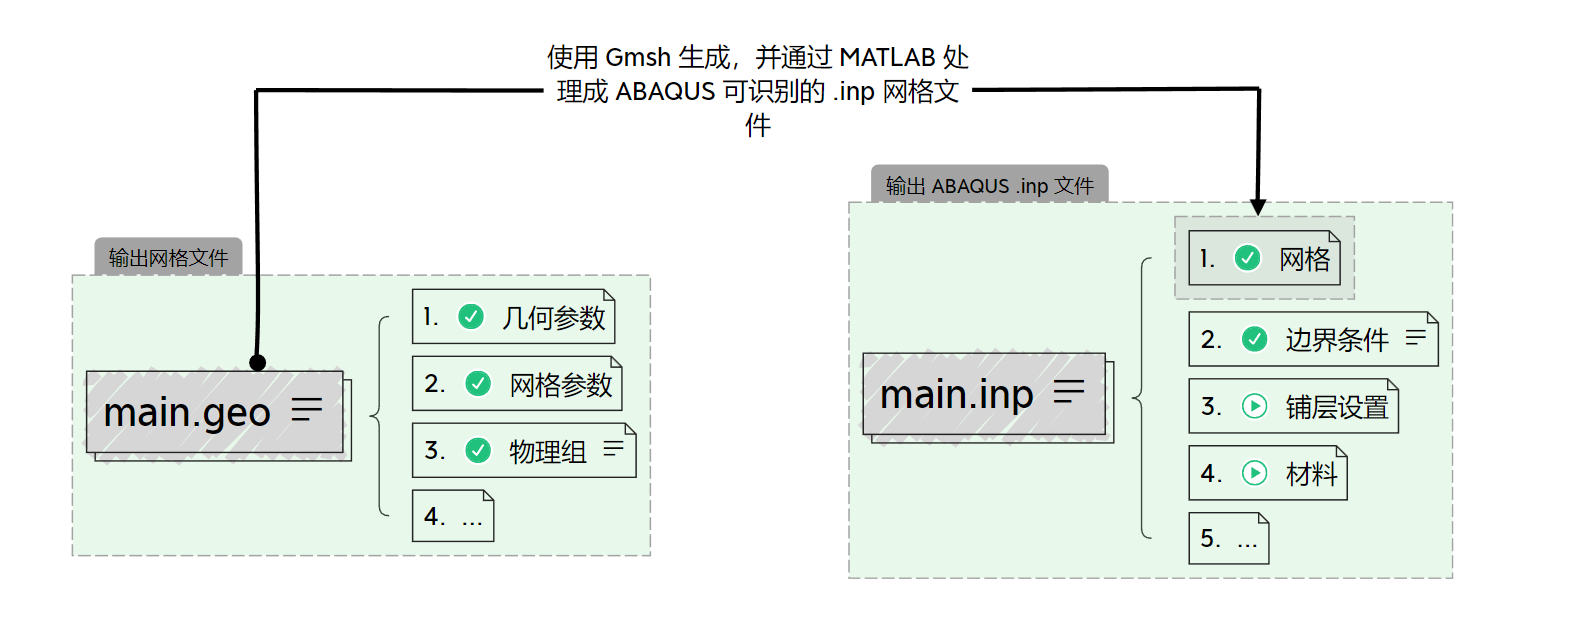 使用 Gmsh 生成，并通过 MATLAB 处
理成 ABAQUS 可识别的 .inp 网格文
件
输出网格文件
main.geo
1. 几何参数
2. 网格参数
3. 物理组
4. ...
输出 ABAQUS .inp 文件
main.inp
1. 网格
2. 边界条件
3. 铺层设置
4. 材料
5. ...